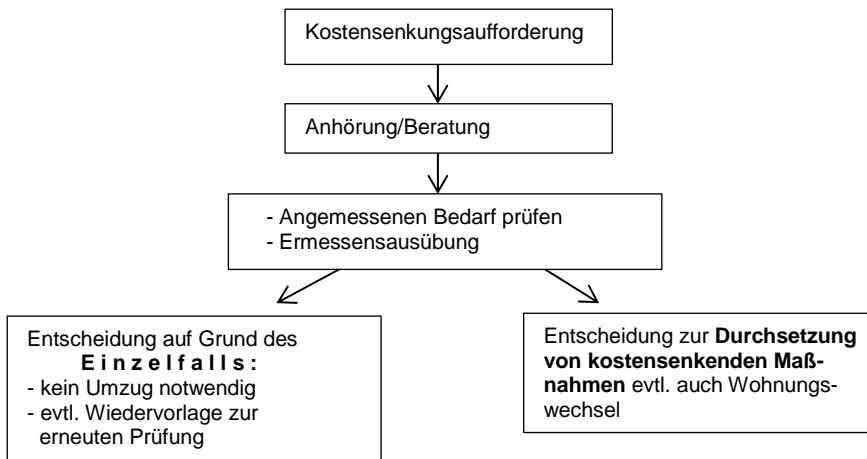 Kostensenkungsaufforderung
Anhörung/Beratung
- Angemessenen Bedarf prüfen
- Ermessensausübung
Entscheidung auf Grund des
E i n z e l f a l l s :
- kein Umzug notwendig
- evtl. Wiedervorlage zur
erneuten Prüfung
Entscheidung zur Durchsetzung
von kostensenkenden Maß-
nahmen evtl. auch Wohnungs-
wechsel